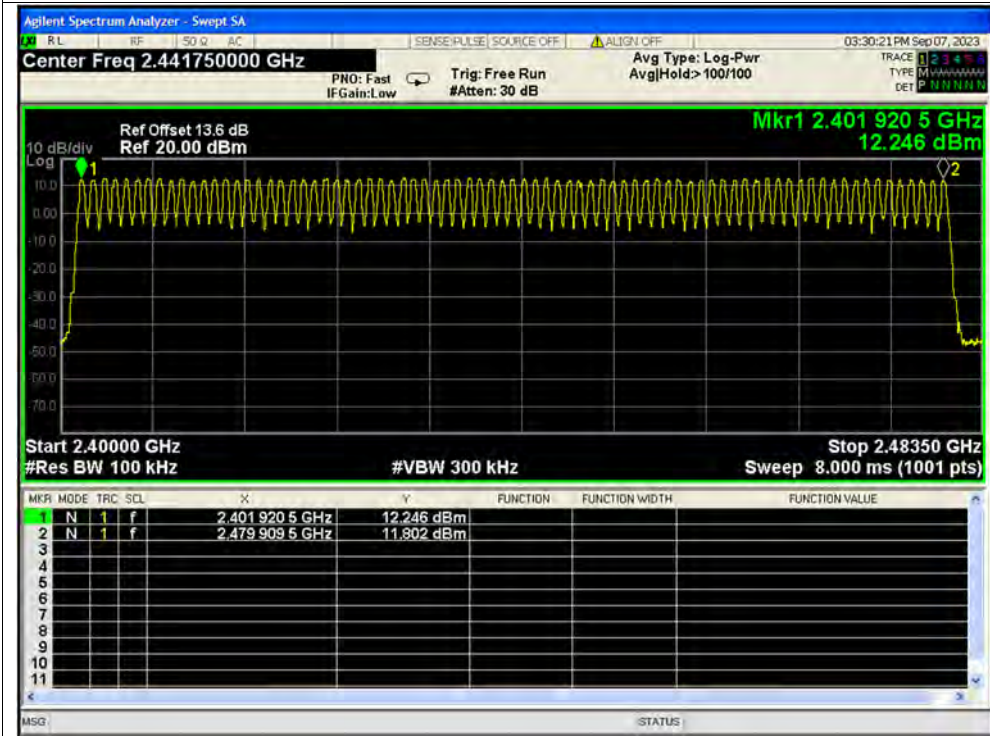 Agilent Spectrum Analyzer - Swept SA
RL RF 50 Ω AC SENSE:PULSE SOURCE OFF ALIGN OFF 03:30:21 PM Sep 07, 2023
Center Freq 2.441750000 GHz
PNO: Fast
IFGain:Low
Trig: Free Run
#Atten: 30 dB
Avg Type: Log-Pwr
Avg|Hold:> 100/100
TRACE 1 2 3 4 5 6
TYPE M
DET P N N N N N
Mkr1 2.401 920 5 GHz
12.246 dBm
Ref Offset 13.6 dB
10 dB/div Ref 20.00 dBm
Log
1
2
10.0
0.00
-10.0
-20.0
-30.0
-40.0
-50.0
-60.0
-70.0
Start 2.40000 GHz Stop 2.48350 GHz
#Res BW 100 kHz #VBW 300 kHz Sweep 8.000 ms (1001 pts)
MKR MODE TRC SCL X Y FUNCTION FUNCTION WIDTH FUNCTION VALUE
1 N 1 f 2.401 920 5 GHz 12.246 dBm
2 N 1 f 2.479 909 5 GHz 11.802 dBm
3
4
5
6
7
8
9
10
11
MSG STATUS